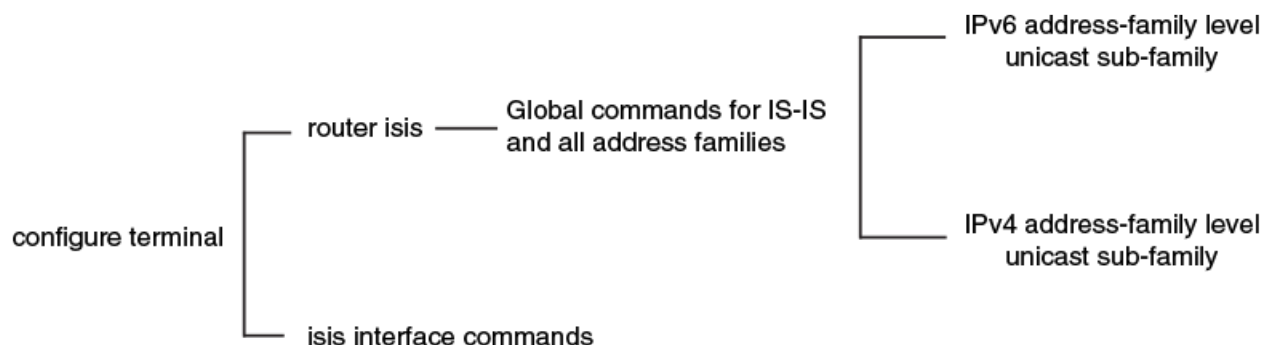 IPv6 address-family level
unicast sub-family
Global commands for IS-IS
router isis
and all address families
IPv4 address-family level
configure terminal
unicast sub-family
isis interface commands